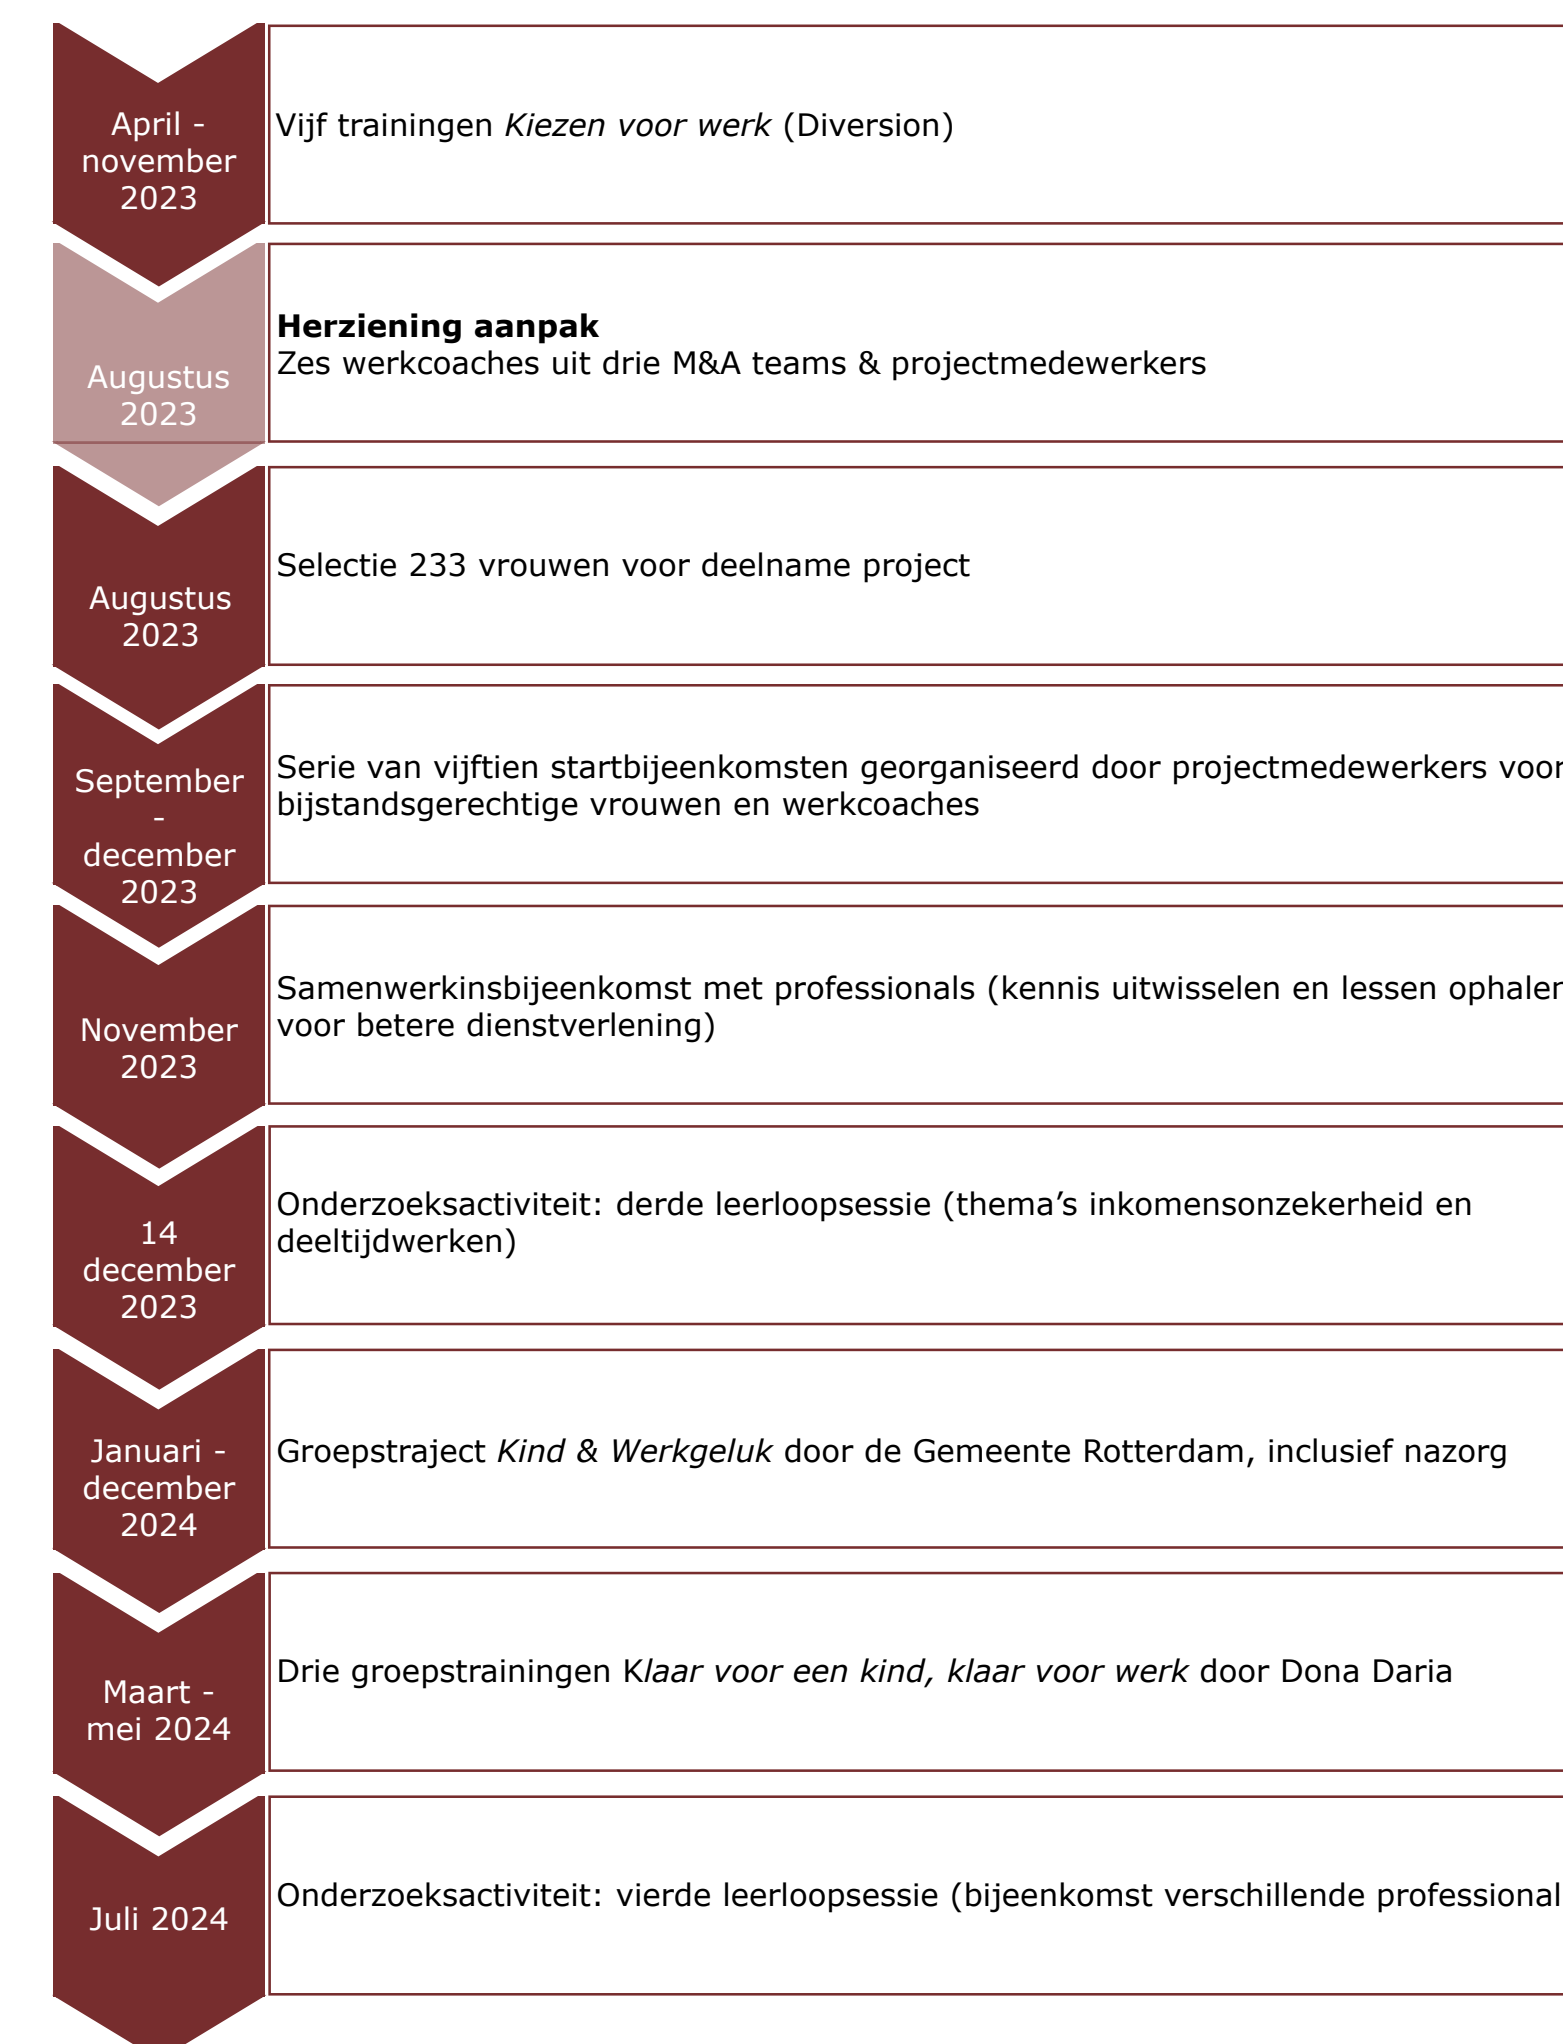 April -
november
2023
Vijf trainingen Kiezen voor werk (Diversion)
Augustus
2023
Herziening aanpak
Zes werkcoaches uit drie M&A teams & projectmedewerkers
Augustus
2023
Selectie 233 vrouwen voor deelname project
September
-
december
2023
Serie van vijftien startbijeenkomsten georganiseerd door projectmedewerkers voor
bijstandsgerechtige vrouwen en werkcoaches
November
2023
Samenwerkinsbijeenkomst met professionals (kennis uitwisselen en lessen ophalen
voor betere dienstverlening)
14
december
2023
Onderzoeksactiviteit: derde leerloopsessie (thema’s inkomensonzekerheid en
deeltijdwerken)
Januari -
december
2024
Groepstraject Kind & Werkgeluk door de Gemeente Rotterdam, inclusief nazorg
Maart -
mei 2024
Drie groepstrainingen Klaar voor een kind, klaar voor werk door Dona Daria
Juli 2024
Onderzoeksactiviteit: vierde leerloopsessie (bijeenkomst verschillende professional